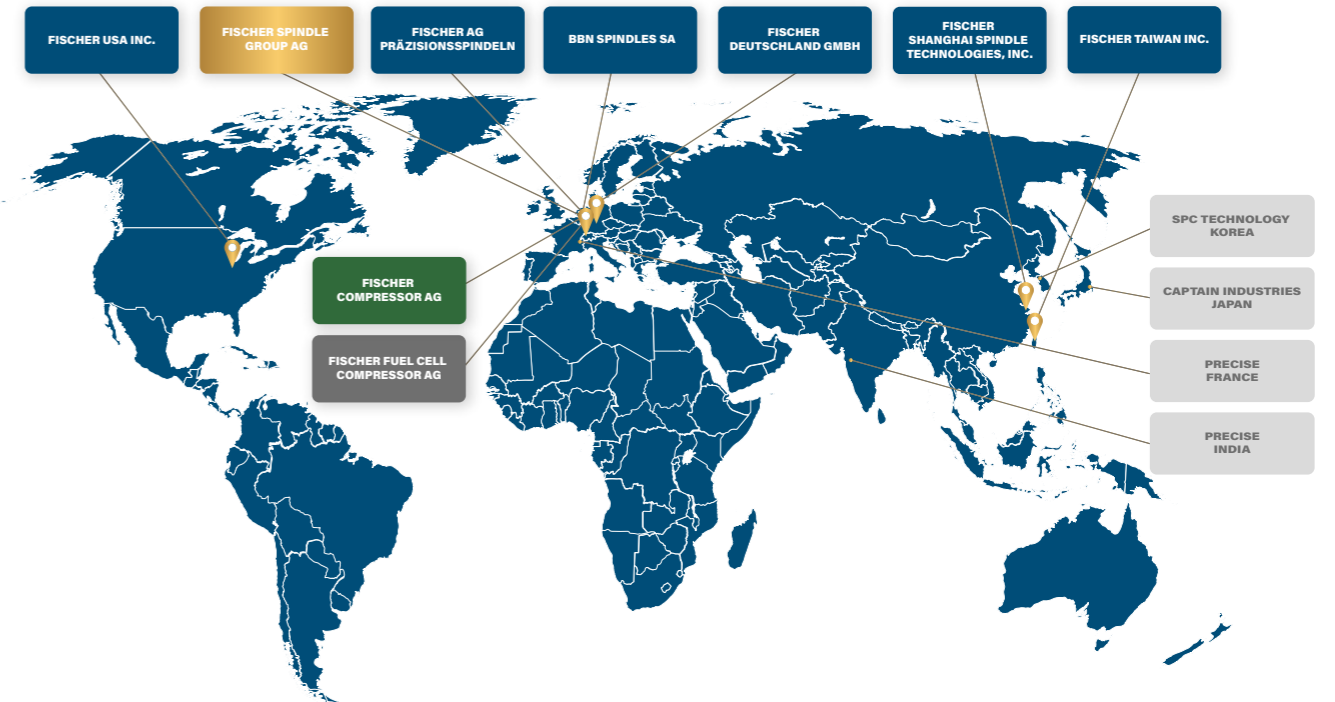 FISCHER USA INC.
FISCHER SPINDLE
GROUP AG
FISCHER AG
PRÄZISIONSSPINDELN
BBN SPINDLES SA
FISCHER
DEUTSCHLAND GMBH
FISCHER
SHANGHAI SPINDLE
TECHNOLOGIES, INC.
FISCHER TAIWAN INC.
SPC TECHNOLOGY
KOREA
FISCHER
COMPRESSOR AG
CAPTAIN INDUSTRIES
JAPAN
FISCHER FUEL CELL
COMPRESSOR AG
PRECISE
FRANCE
PRECISE
INDIA